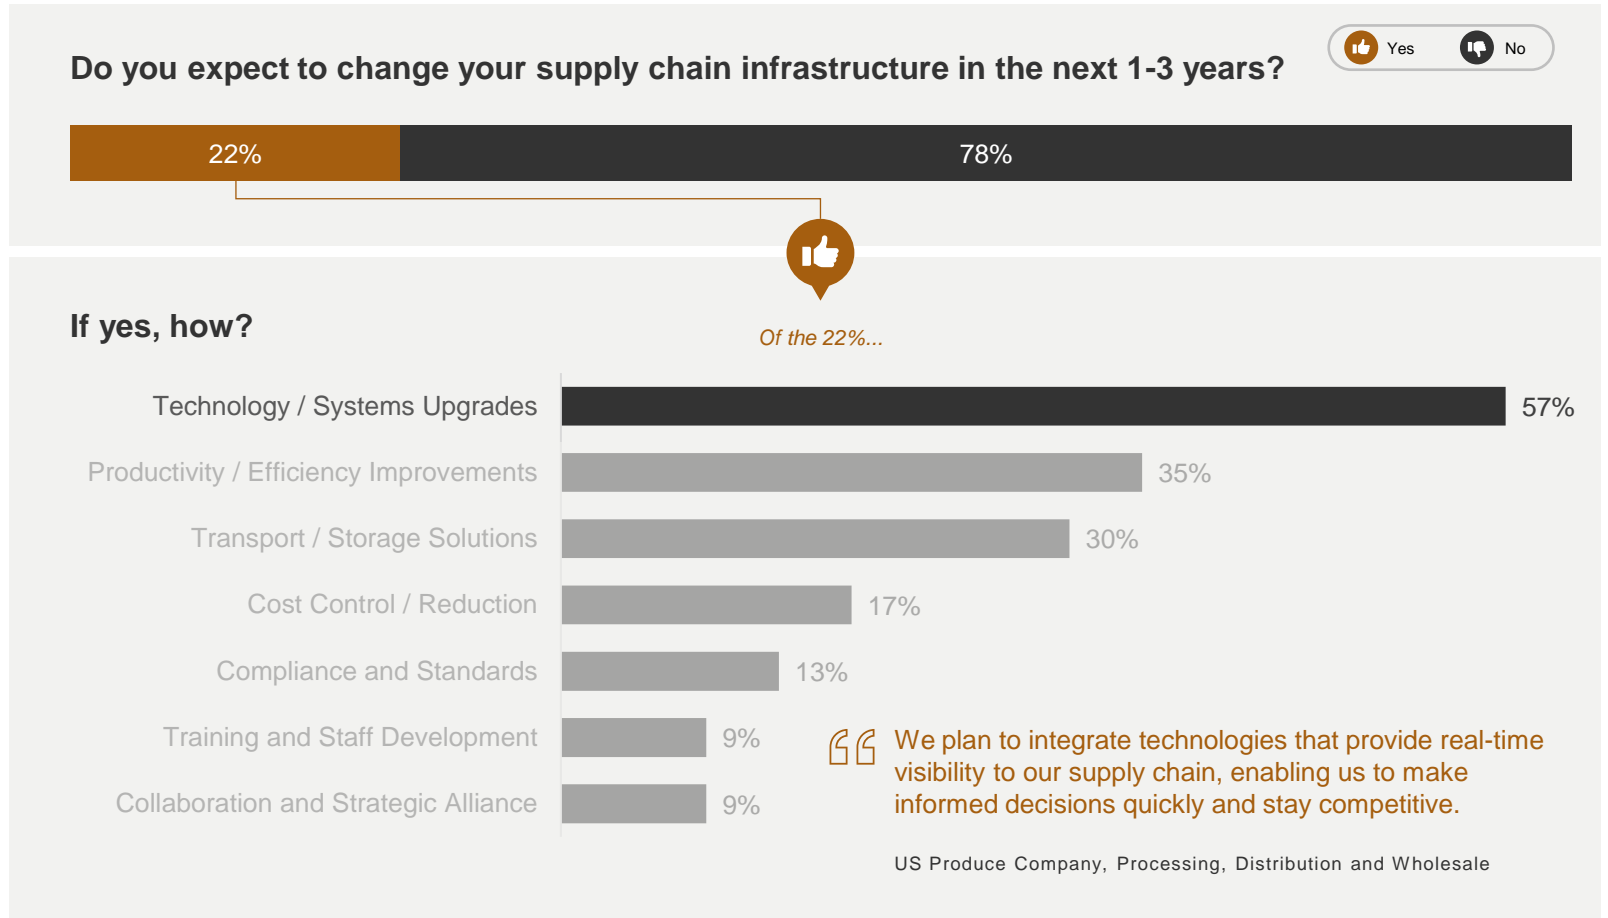 Do you expect to change your supply chain infrastructure in the next 1-3 years?
Yes
No
22%
78%
If yes, how?
Of the 22%...
Technology / Systems Upgrades
57%
Productivity / Efficiency Improvements
35%
Transport / Storage Solutions
30%
Cost Control / Reduction
17%
Compliance and Standards
13%
Training and Staff Development
9%
Collaboration and Strategic Alliance
9%
“ We plan to integrate technologies that provide real-time
visibility to our supply chain, enabling us to make
informed decisions quickly and stay competitive.
US Produce Company, Processing, Distribution and Wholesale